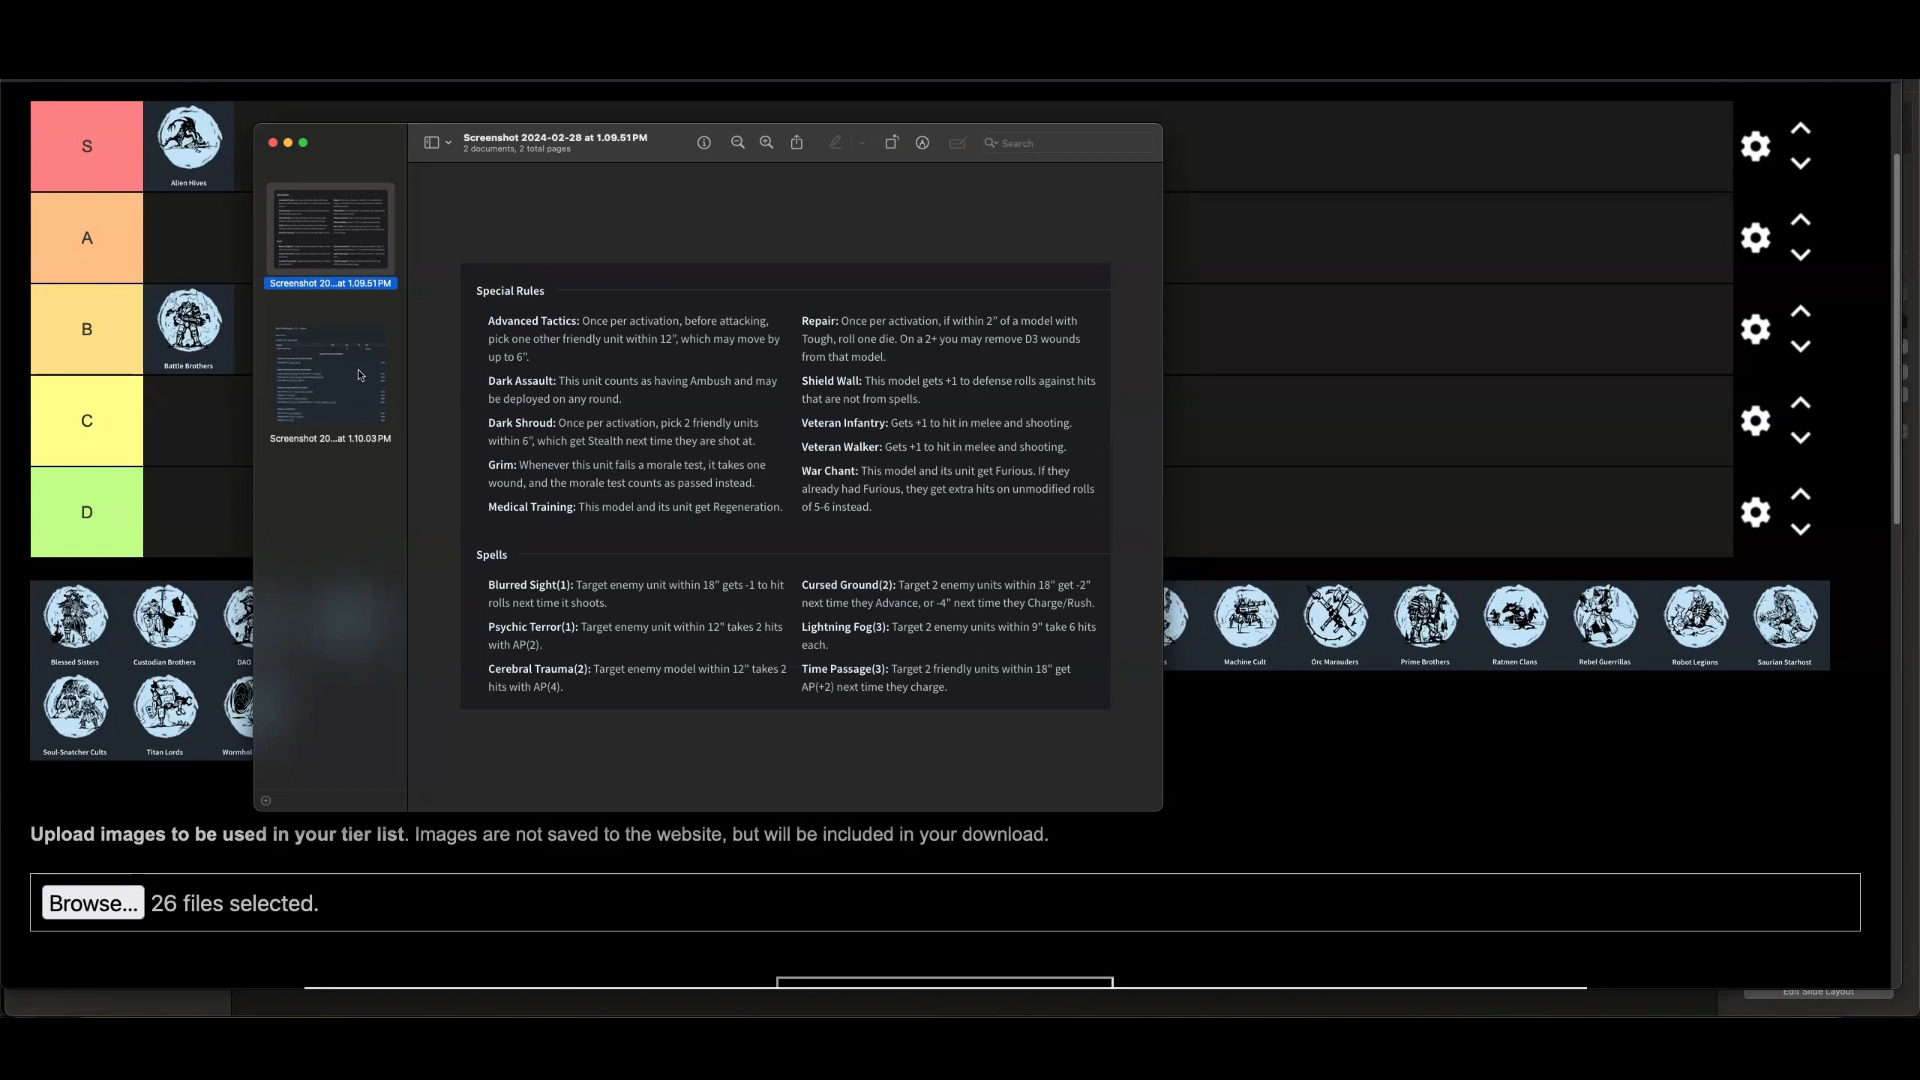 S
Alien Hives
A
B
Battle Brothers
C
D
Screenshot 2024-02-28 at 1.09.51 PM
2 documents, 2 total pages
Search
Screenshot 20...at 1.09.51 PM
Screenshot 20...at 1.10.03 PM
Special Rules
Advanced Tactics: Once per activation, before attacking,
pick one other friendly unit within 12", which may move by
up to 6".
Dark Assault: This unit counts as having Ambush and may
be deployed on any round.
Dark Shroud: Once per activation, pick 2 friendly units
within 6", which get Stealth next time they are shot at.
Grim: Whenever this unit fails a morale test, it takes one
wound, and the morale test counts as passed instead.
Medical Training: This model and its unit get Regeneration.
Repair: Once per activation, if within 2" of a model with
Tough, roll one die. On a 2+ you may remove D3 wounds
from that model.
Shield Wall: This model gets +1 to defense rolls against hits
that are not from spells.
Veteran Infantry: Gets +1 to hit in melee and shooting.
Veteran Walker: Gets +1 to hit in melee and shooting.
War Chant: This model and its unit get Furious. If they
already had Furious, they get extra hits on unmodified rolls
of 5-6 instead.
Spells
Blurred Sight(1): Target enemy unit within 18" gets -1 to hit
rolls next time it shoots.
Psychic Terror(1): Target enemy unit within 12" takes 2 hits
with AP(2).
Cerebral Trauma(2): Target enemy model within 12" takes 2
hits with AP(4).
Cursed Ground(2): Target 2 enemy units within 18" get -2"
next time they Advance, or -4" next time they Charge/Rush.
Lightning Fog(3): Target 2 enemy units within 9" take 6 hits
each.
Time Passage(3): Target 2 friendly units within 18" get
AP(+2) next time they charge.
Blessed Sisters
Custodian Brothers
DAO
s
Machine Cult
Orc Marauders
Prime Brothers
Ratmen Clans
Rebel Guerrillas
Robot Legions
Saurian Starhost
Soul-Snatcher Cults
Titan Lords
Wormhol
Upload images to be used in your tier list. Images are not saved to the website, but will be included in your download.
Browse... 26 files selected.
Edit Slide Layout